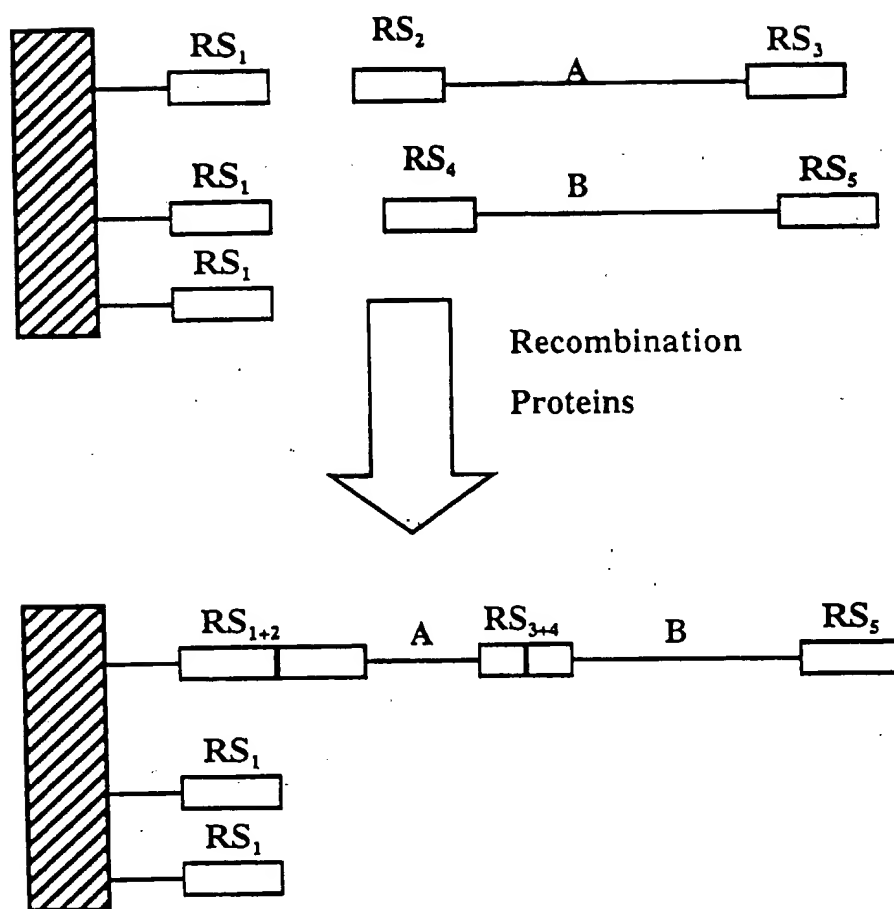 RS₁ RS₂ A RS₃
RS₁ RS₄ B RS₅
RS₁
Recombination
Proteins
RS₁₊₂ A RS₃₊₄ B RS₅
RS₁
RS₁